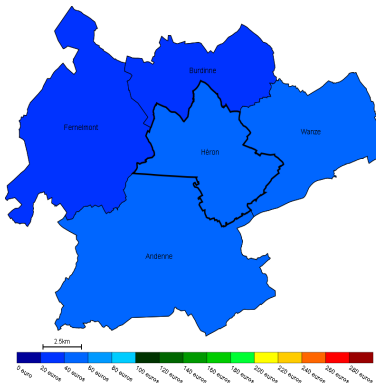 Burdinne
Fernelmont
Wanze
Héron
Andenne
2.5km
0 euro
20 euros
40 euros
60 euros
80 euros
100 euros
120 euros
140 euros
160 euros
180 euros
200 euros
220 euros
240 euros
260 euros
280 euros